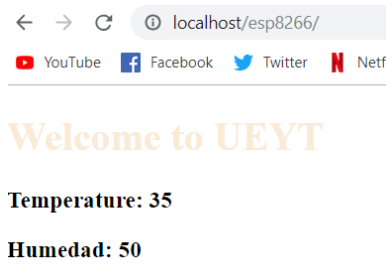 localhost/esp8266/
YouTube Facebook Twitter Netf
Welcome to UEYT
Temperature: 35
Humedad: 50